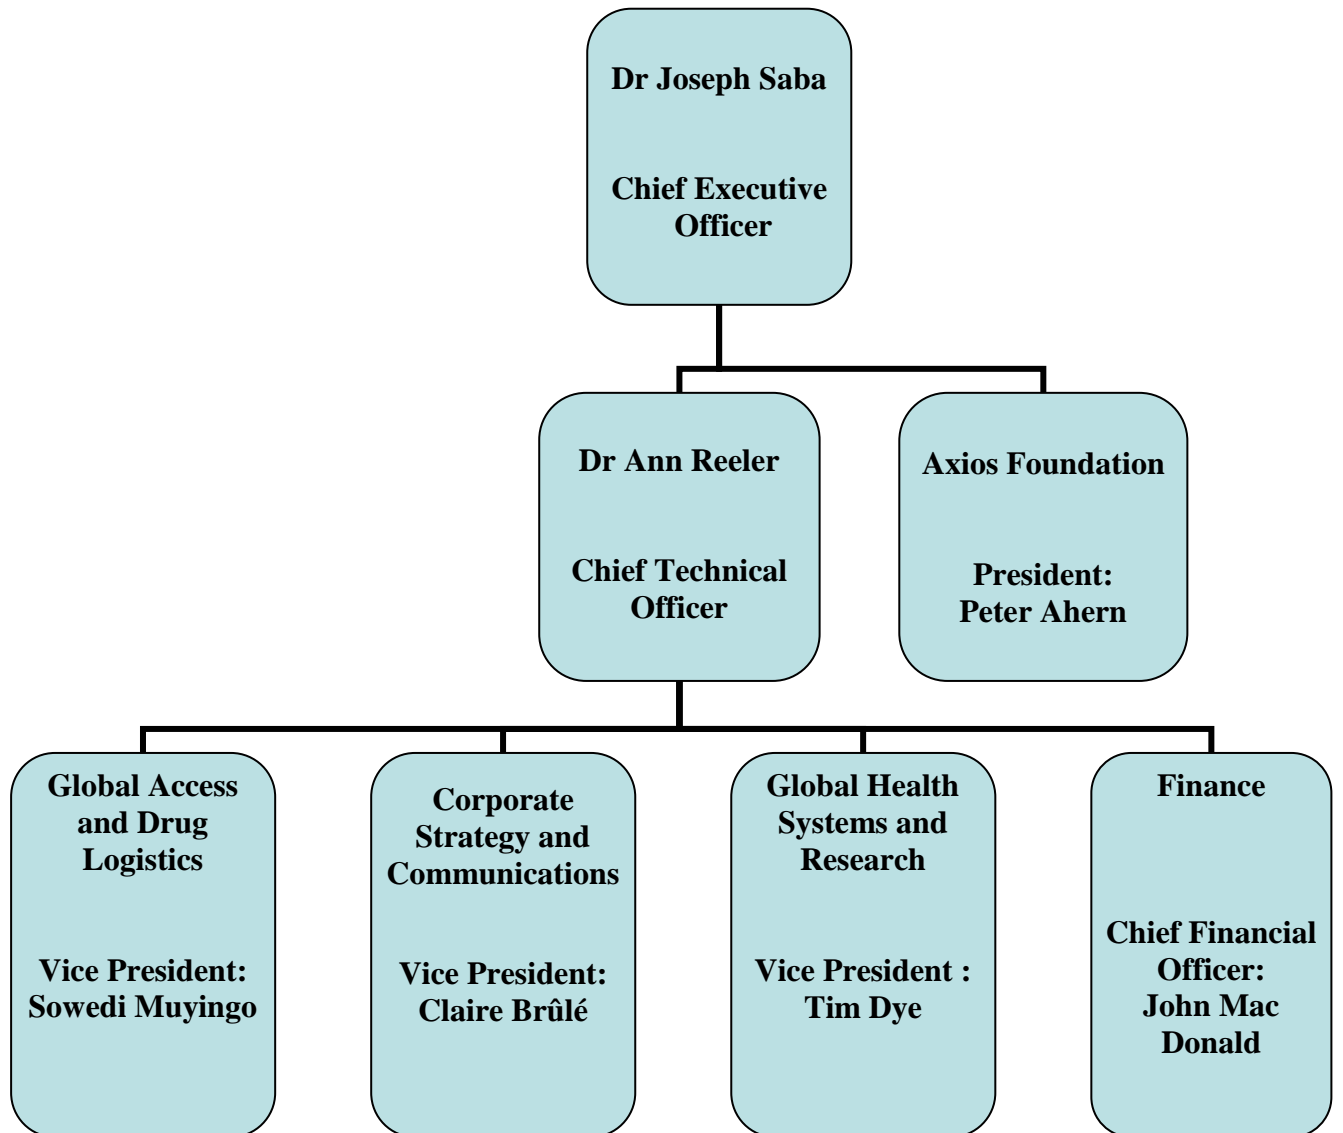 Dr Joseph Saba
Chief Executive
Officer
Dr Ann Reeler
Chief Technical
Officer
Axios Foundation
President:
Peter Ahern
Global Access
and Drug
Logistics
Vice President:
Sowedi Muyingo
Corporate
Strategy and
Communications
Vice President:
Claire Brûlé
Global Health
Systems and
Research
Vice President :
Tim Dye
Finance
Chief Financial
Officer:
John Mac
Donald